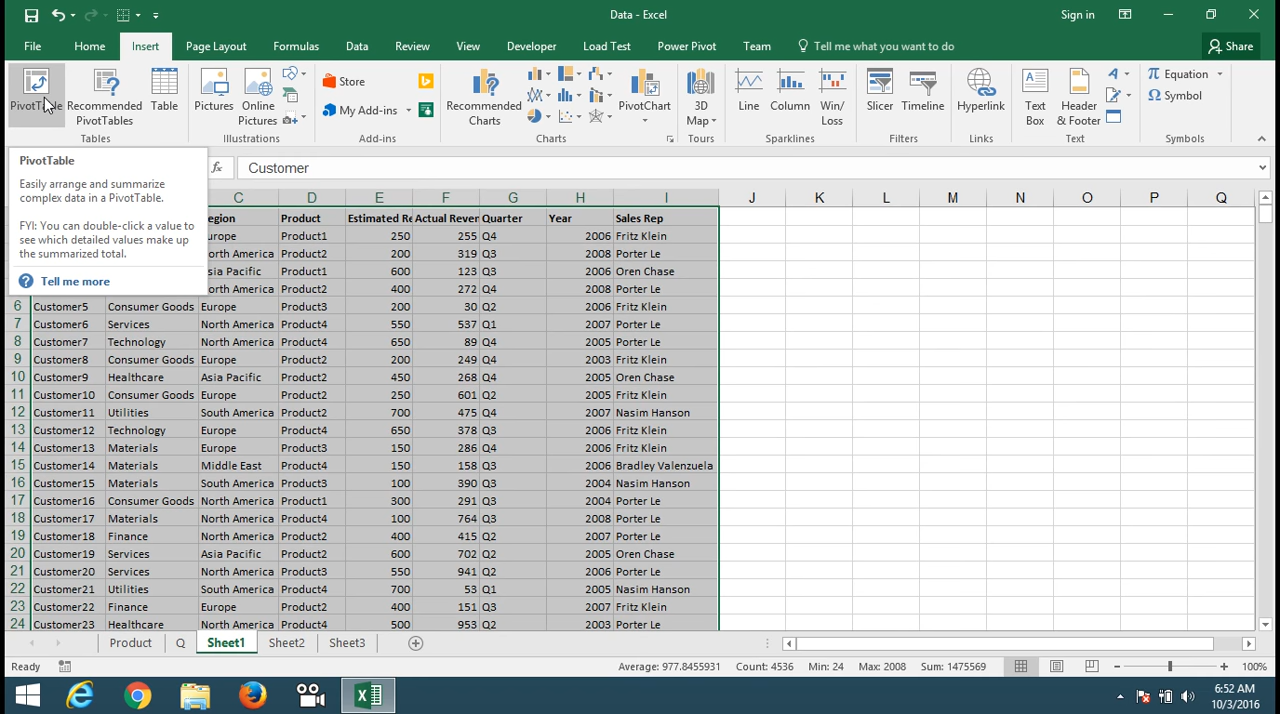 Data - Excel
Sign in
File Home Insert Page Layout Formulas Data Review View Developer Load Test Power Pivot Team Tell me what you want to do Share
PivotTable
Recommended PivotTables
Table
Pictures
Online Pictures
Store
My Add-ins
Recommended Charts
PivotChart
3D Map
Line
Column
Win/ Loss
Slicer
Timeline
Hyperlink
Text Box
Header & Footer
Equation
Symbol
Tables Illustrations Add-ins Charts Tours Sparklines Filters Text Symbols
fx Customer
PivotTable
Easily arrange and summarize
complex data in a PivotTable.
FYI: You can double-click a value to
see which detailed values make up
the summarized total.
Tell me more
C D E F G H I J K L M N O P Q
egion Product Estimated Re Actual Reven Quarter Year Sales Rep
urope Product1 250 255 Q4 2006 Fritz Klein
orth America Product2 200 319 Q3 2008 Porter Le
sia Pacific Product1 600 123 Q3 2006 Oren Chase
orth America Product2 400 272 Q4 2008 Porter Le
6 Customer5 Consumer Goods Europe Product3 200 30 Q2 2006 Fritz Klein
7 Customer6 Services North America Product4 550 537 Q1 2007 Porter Le
8 Customer7 Technology North America Product4 650 89 Q4 2005 Porter Le
9 Customer8 Consumer Goods Europe Product2 200 249 Q4 2003 Fritz Klein
10 Customer9 Healthcare Asia Pacific Product2 450 268 Q4 2005 Oren Chase
11 Customer10 Consumer Goods Europe Product2 250 601 Q2 2005 Fritz Klein
12 Customer11 Utilities South America Product2 700 475 Q4 2007 Nasim Hanson
13 Customer12 Technology Europe Product4 650 378 Q3 2006 Fritz Klein
14 Customer13 Materials Europe Product3 150 286 Q4 2006 Fritz Klein
15 Customer14 Materials Middle East Product4 150 158 Q3 2006 Bradley Valenzuela
16 Customer15 Materials South America Product3 100 390 Q3 2004 Nasim Hanson
17 Customer16 Consumer Goods North America Product1 300 291 Q3 2004 Porter Le
18 Customer17 Materials North America Product4 100 764 Q3 2008 Porter Le
19 Customer18 Finance North America Product2 400 415 Q2 2007 Porter Le
20 Customer19 Services Asia Pacific Product2 600 702 Q2 2005 Oren Chase
21 Customer20 Services North America Product3 550 941 Q2 2006 Porter Le
22 Customer21 Utilities South America Product4 700 53 Q1 2005 Nasim Hanson
23 Customer22 Finance Europe Product2 400 151 Q3 2007 Fritz Klein
24 Customer23 Healthcare North America Product4 500 953 Q2 2003 Porter Le
Product Q Sheet1 Sheet2 Sheet3
Ready Average: 977.8455931 Count: 4536 Min: 24 Max: 2008 Sum: 1475569 100%
6:52 AM
10/3/2016